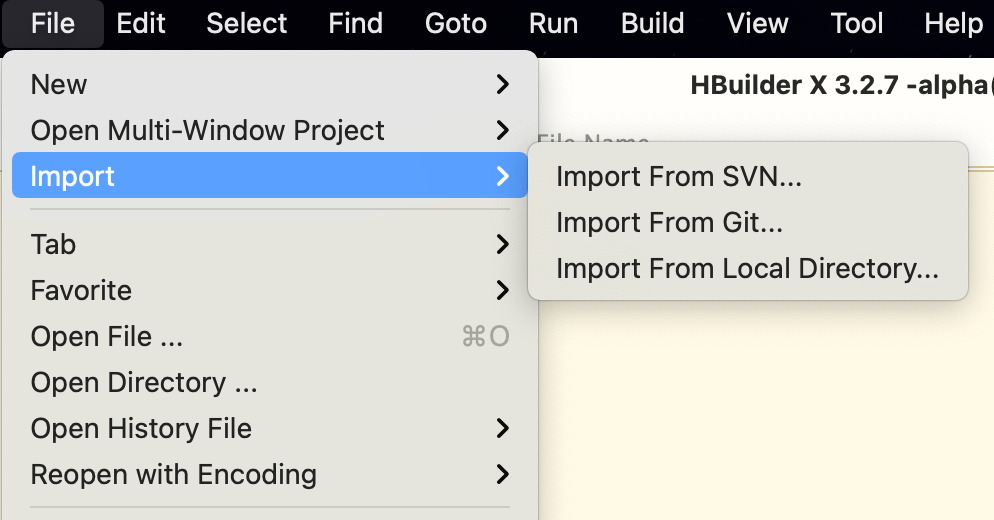 File Edit Select Find Goto Run Build View Tool Help
HBuilder X 3.2.7 -alpha(
File Name
New
Open Multi-Window Project
Import
Import From SVN...
Import From Git...
Import From Local Directory...
Tab
Favorite
Open File ... ⌘O
Open Directory ...
Open History File
Reopen with Encoding